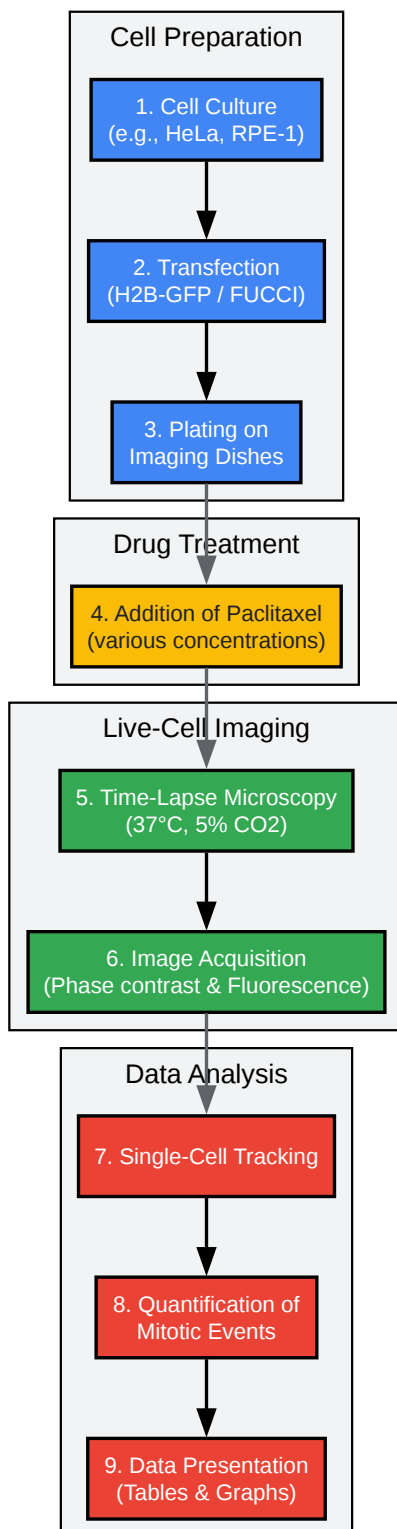 Cell Preparation
1. Cell Culture
(e.g., HeLa, RPE-1)
2. Transfection
(H2B-GFP / FUCCI)
3. Plating on
Imaging Dishes
Drug Treatment
4. Addition of Paclitaxel
(various concentrations)
Live-Cell Imaging
5. Time-Lapse Microscopy
(37°C, 5% CO2)
6. Image Acquisition
(Phase contrast & Fluorescence)
Data Analysis
7. Single-Cell Tracking
8. Quantification of
Mitotic Events
9. Data Presentation
(Tables & Graphs)